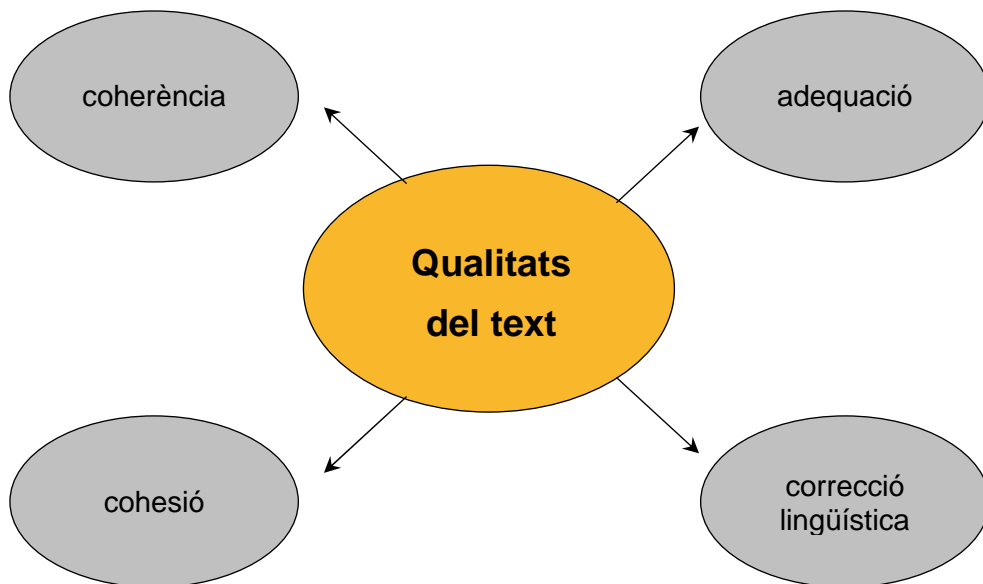 coherència
adequació
Qualitats
del text
cohesió
correcció
lingüística